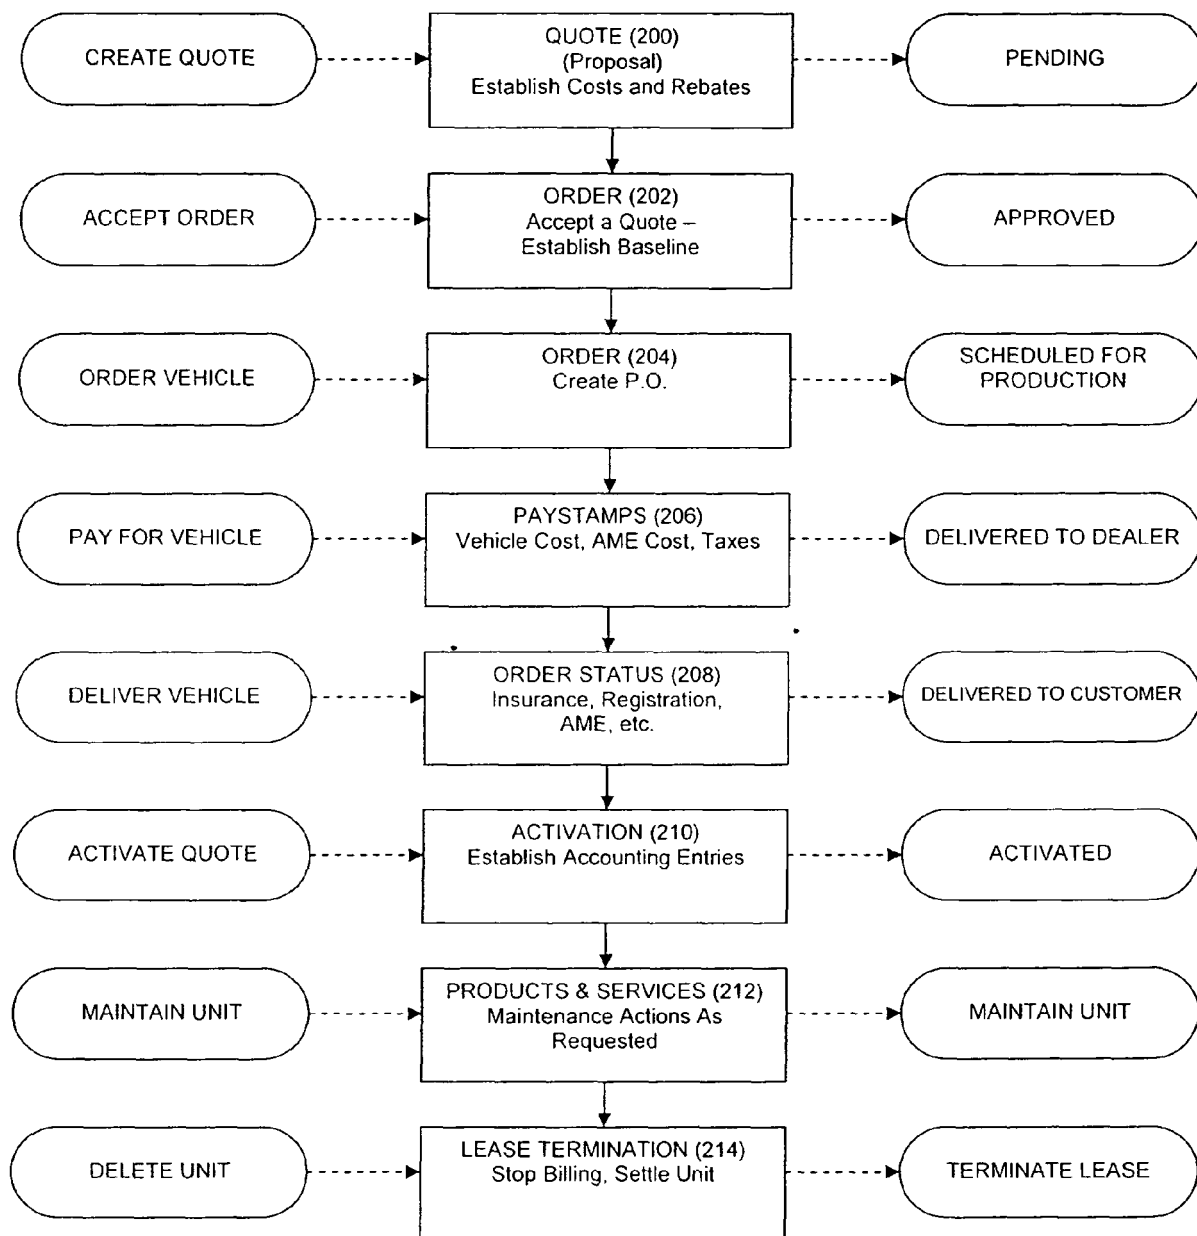 CREATE QUOTE
QUOTE (200)
(Proposal)
Establish Costs and Rebates
PENDING
ACCEPT ORDER
ORDER (202)
Accept a Quote –
Establish Baseline
APPROVED
ORDER VEHICLE
ORDER (204)
Create P.O.
SCHEDULED FOR
PRODUCTION
PAY FOR VEHICLE
PAYSTAMPS (206)
Vehicle Cost, AME Cost, Taxes
DELIVERED TO DEALER
DELIVER VEHICLE
ORDER STATUS (208)
Insurance, Registration,
AME, etc.
DELIVERED TO CUSTOMER
ACTIVATE QUOTE
ACTIVATION (210)
Establish Accounting Entries
ACTIVATED
MAINTAIN UNIT
PRODUCTS & SERVICES (212)
Maintenance Actions As
Requested
MAINTAIN UNIT
DELETE UNIT
LEASE TERMINATION (214)
Stop Billing, Settle Unit
TERMINATE LEASE